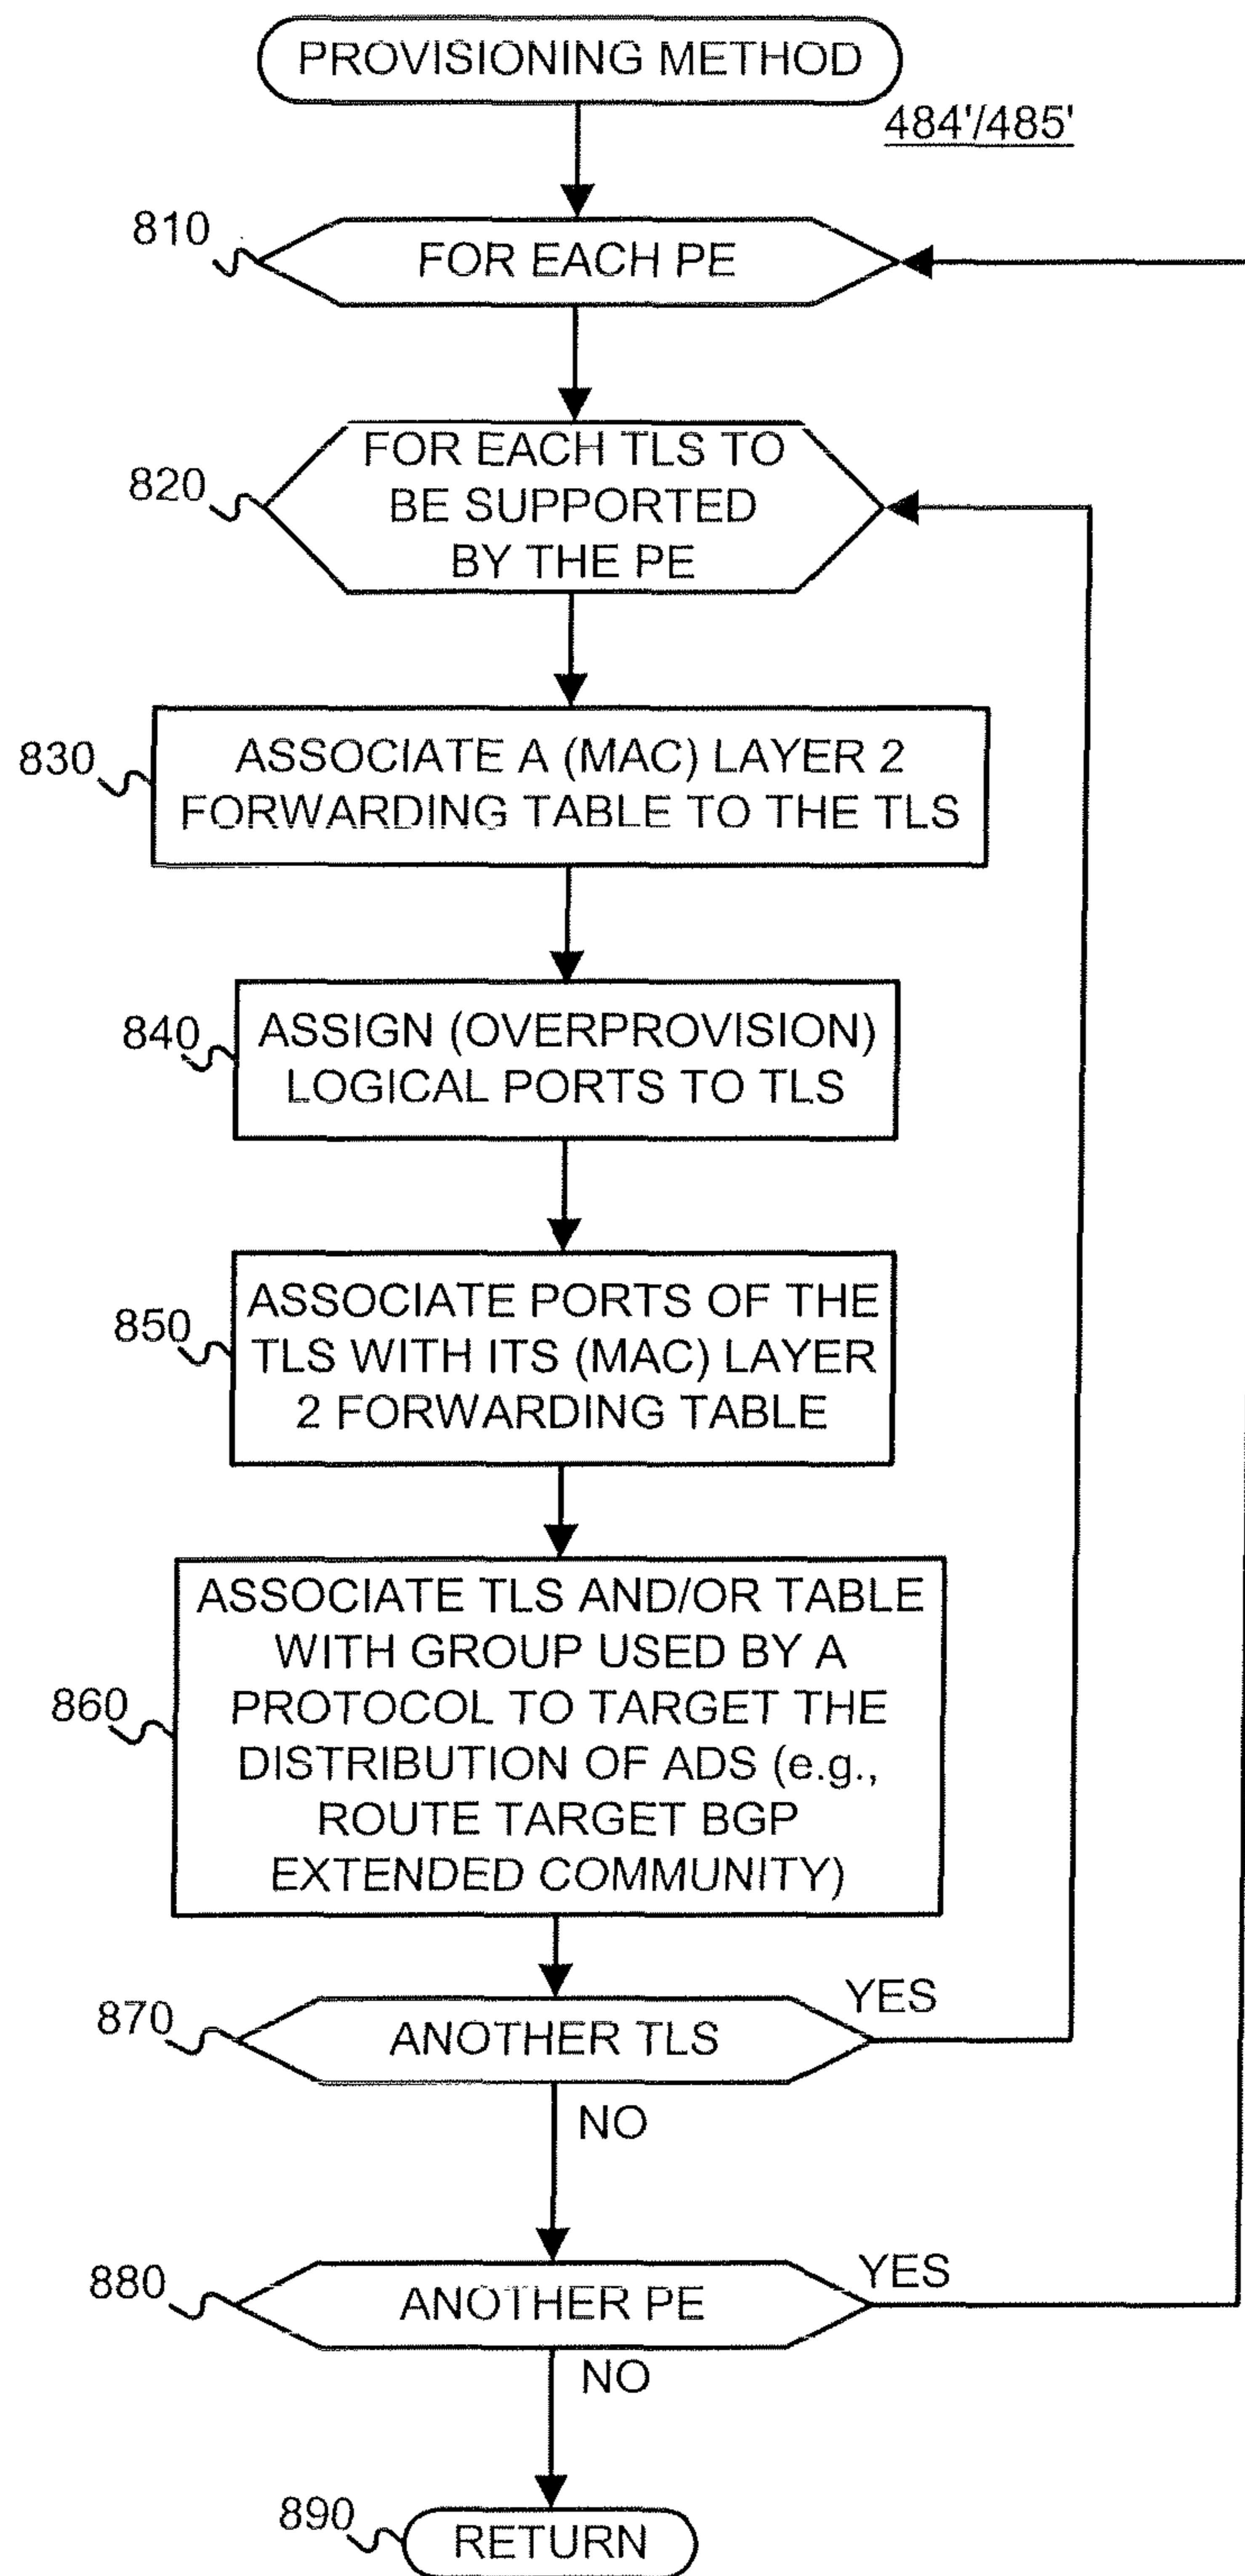 PROVISIONING METHOD
484'/485'
810
FOR EACH PE
820
FOR EACH TLS TO
BE SUPPORTED
BY THE PE
830
ASSOCIATE A (MAC) LAYER 2
FORWARDING TABLE TO THE TLS
840
ASSIGN (OVERPROVISION)
LOGICAL PORTS TO TLS
850
ASSOCIATE PORTS OF THE
TLS WITH ITS (MAC) LAYER
2 FORWARDING TABLE
860
ASSOCIATE TLS AND/OR TABLE
WITH GROUP USED BY A
PROTOCOL TO TARGET THE
DISTRIBUTION OF ADS (e.g.,
ROUTE TARGET BGP
EXTENDED COMMUNITY)
870
ANOTHER TLS
YES
NO
880
ANOTHER PE
YES
NO
890
RETURN